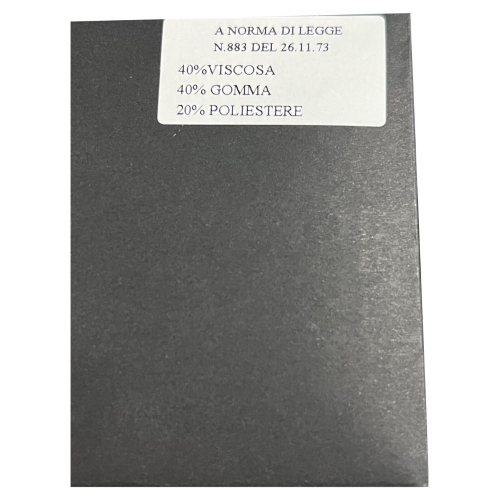 A NORMA DI LEGGE
N.883 DEL 26.11.73
40%VISCOSA
40% GOMMA
20% POLIESTERE